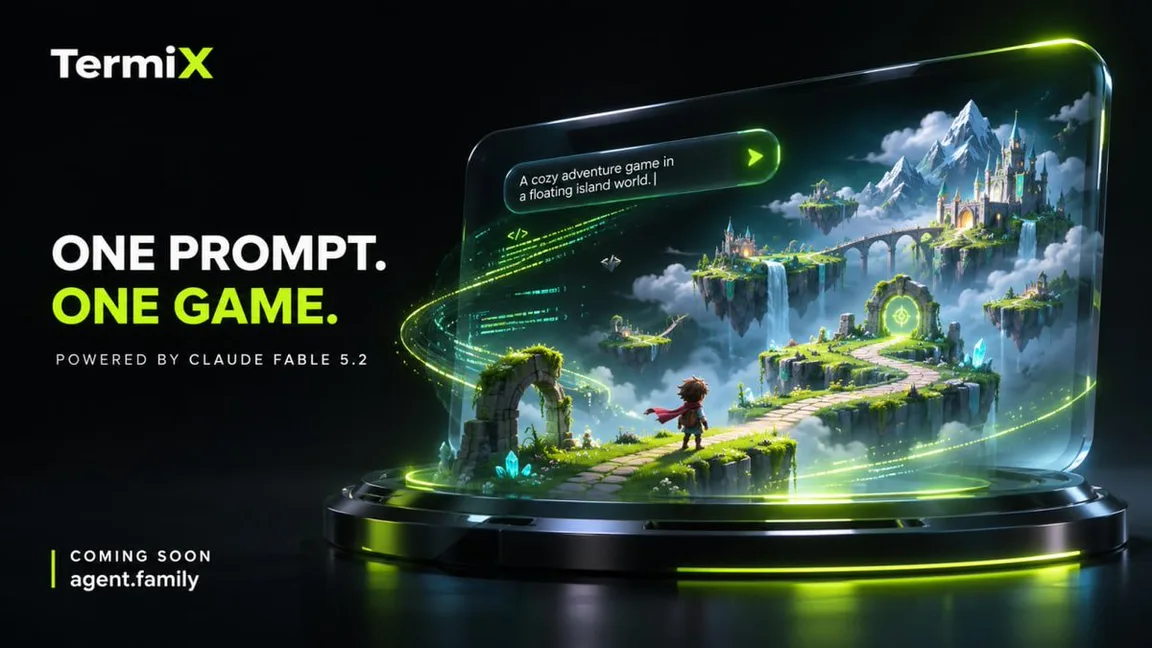 TermiX
ONE PROMPT.
ONE GAME.
POWERED BY CLAUDE FABLE 5.2
COMING SOON
agent.family
A cozy adventure game in
a floating island world.
</>
</>